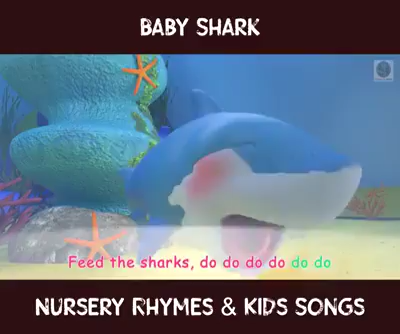 BABY SHARK
Feed the sharks, do do do do do do
NURSERY RHYMES & KIDS SONGS